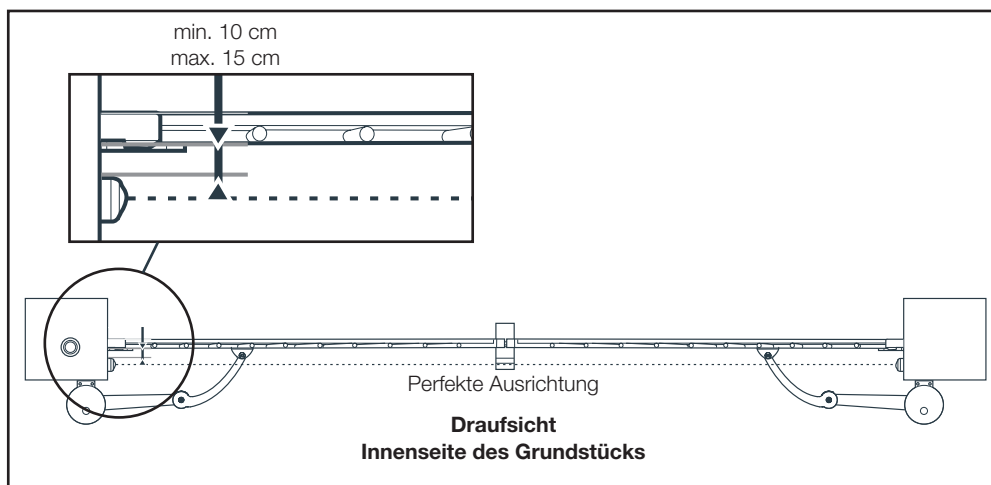 min. 10 cm
max. 15 cm
Perfekte Ausrichtung
Draufsicht
Innenseite des Grundstücks